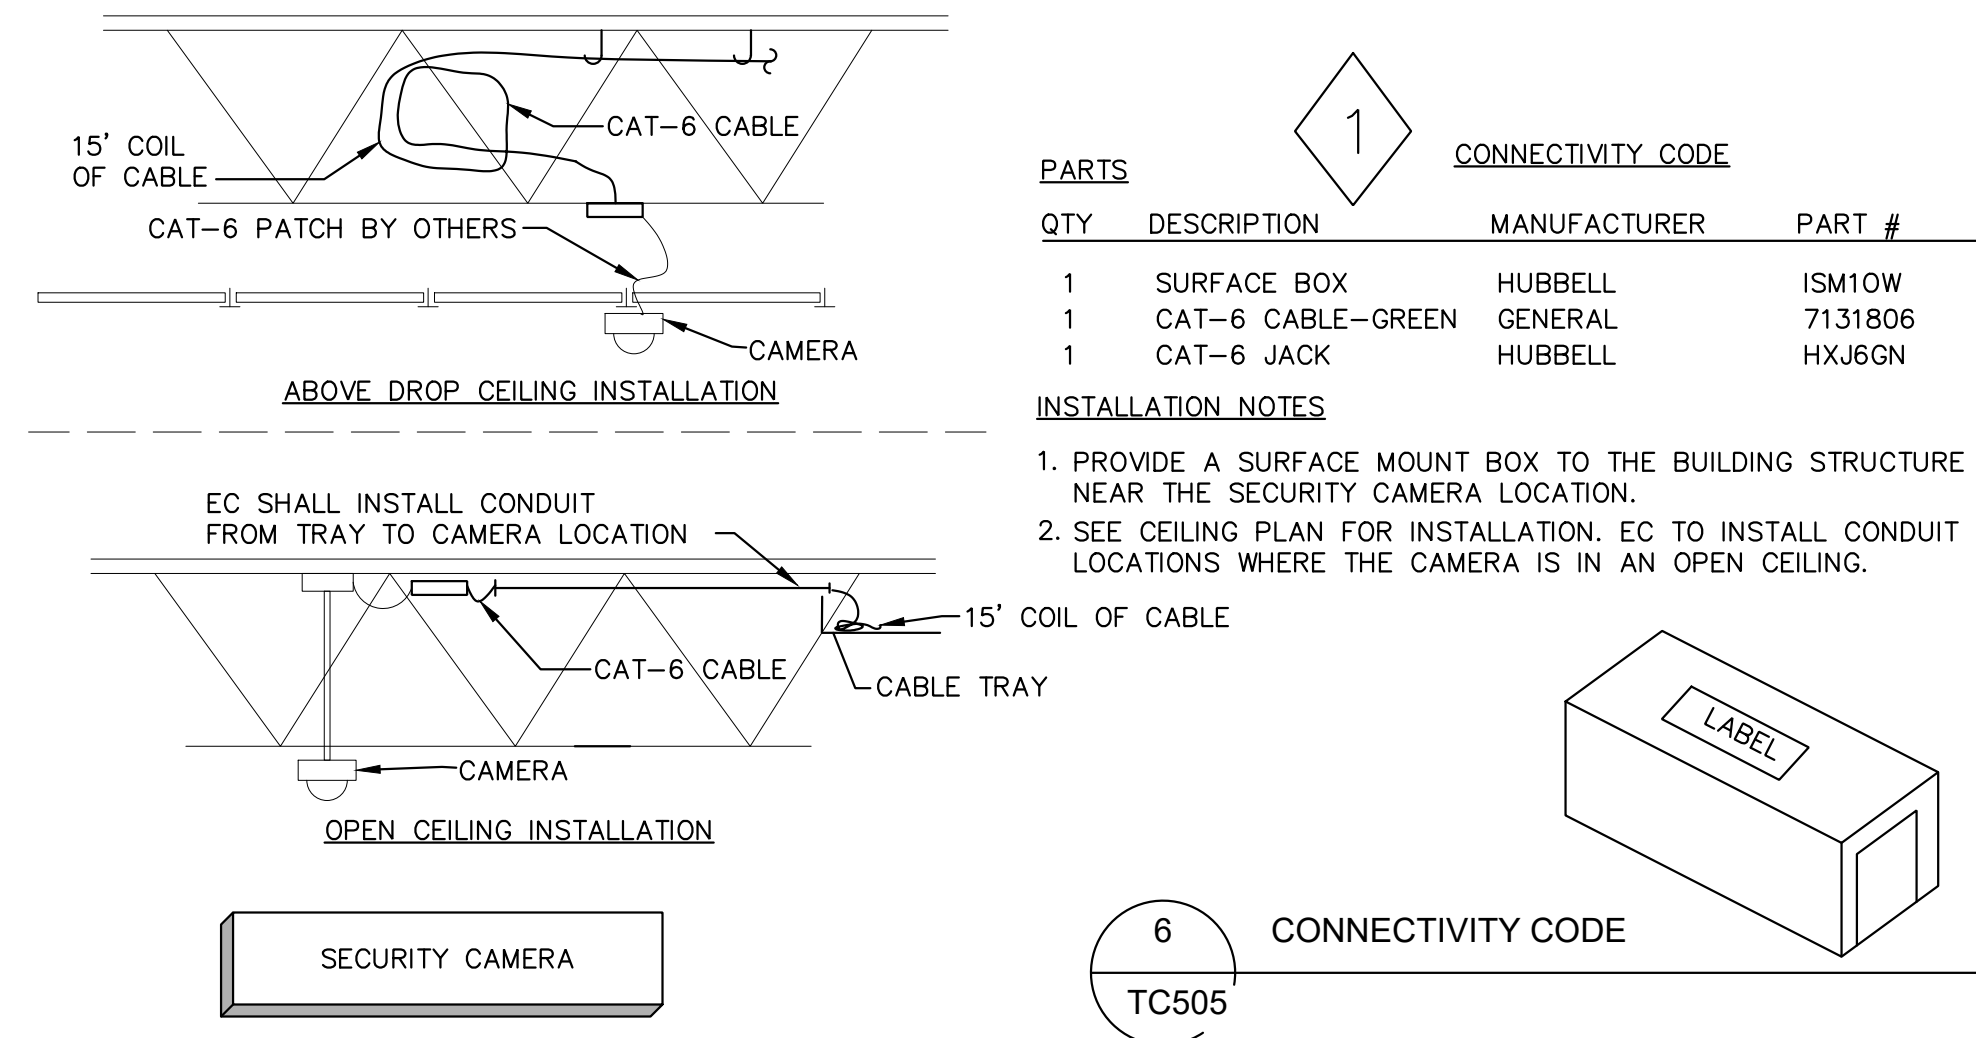 15' COIL
OF CABLE
CAT-6 CABLE
CAT-6 PATCH BY OTHERS
CAMERA
ABOVE DROP CEILING INSTALLATION
EC SHALL INSTALL CONDUIT
FROM TRAY TO CAMERA LOCATION
15' COIL OF CABLE
CAT-6 CABLE
CABLE TRAY
CAMERA
OPEN CEILING INSTALLATION
SECURITY CAMERA
1
CONNECTIVITY CODE
PARTS
QTY DESCRIPTION MANUFACTURER PART #
1 SURFACE BOX HUBBELL ISM1OW
1 CAT-6 CABLE-GREEN GENERAL 7131806
1 CAT-6 JACK HUBBELL HXJ6GN
INSTALLATION NOTES
1. PROVIDE A SURFACE MOUNT BOX TO THE BUILDING STRUCTURE
NEAR THE SECURITY CAMERA LOCATION.
2. SEE CEILING PLAN FOR INSTALLATION. EC TO INSTALL CONDUIT
LOCATIONS WHERE THE CAMERA IS IN AN OPEN CEILING.
LABEL
6
CONNECTIVITY CODE
TC505